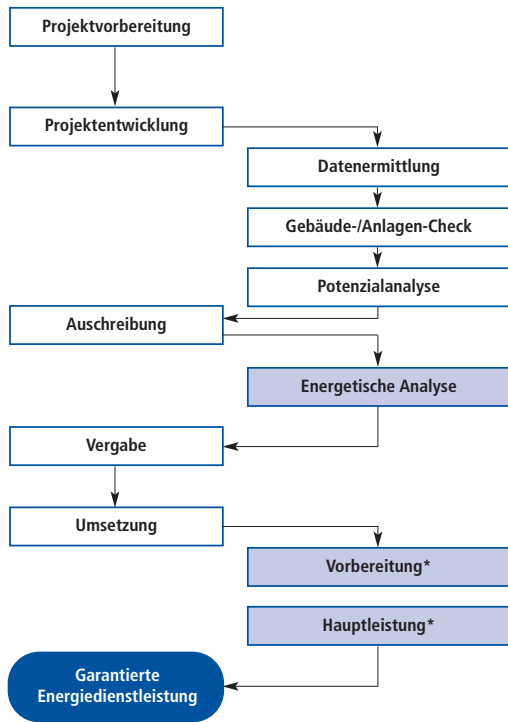 Projektvorbereitung
Projektentwicklung
Datenermittlung
Gebäude-/Anlagen-Check
Potenzialanalyse
Auschreibung
Energetische Analyse
Vergabe
Umsetzung
Vorbereitung*
Hauptleistung*
Garantierte
Energiedienstleistung